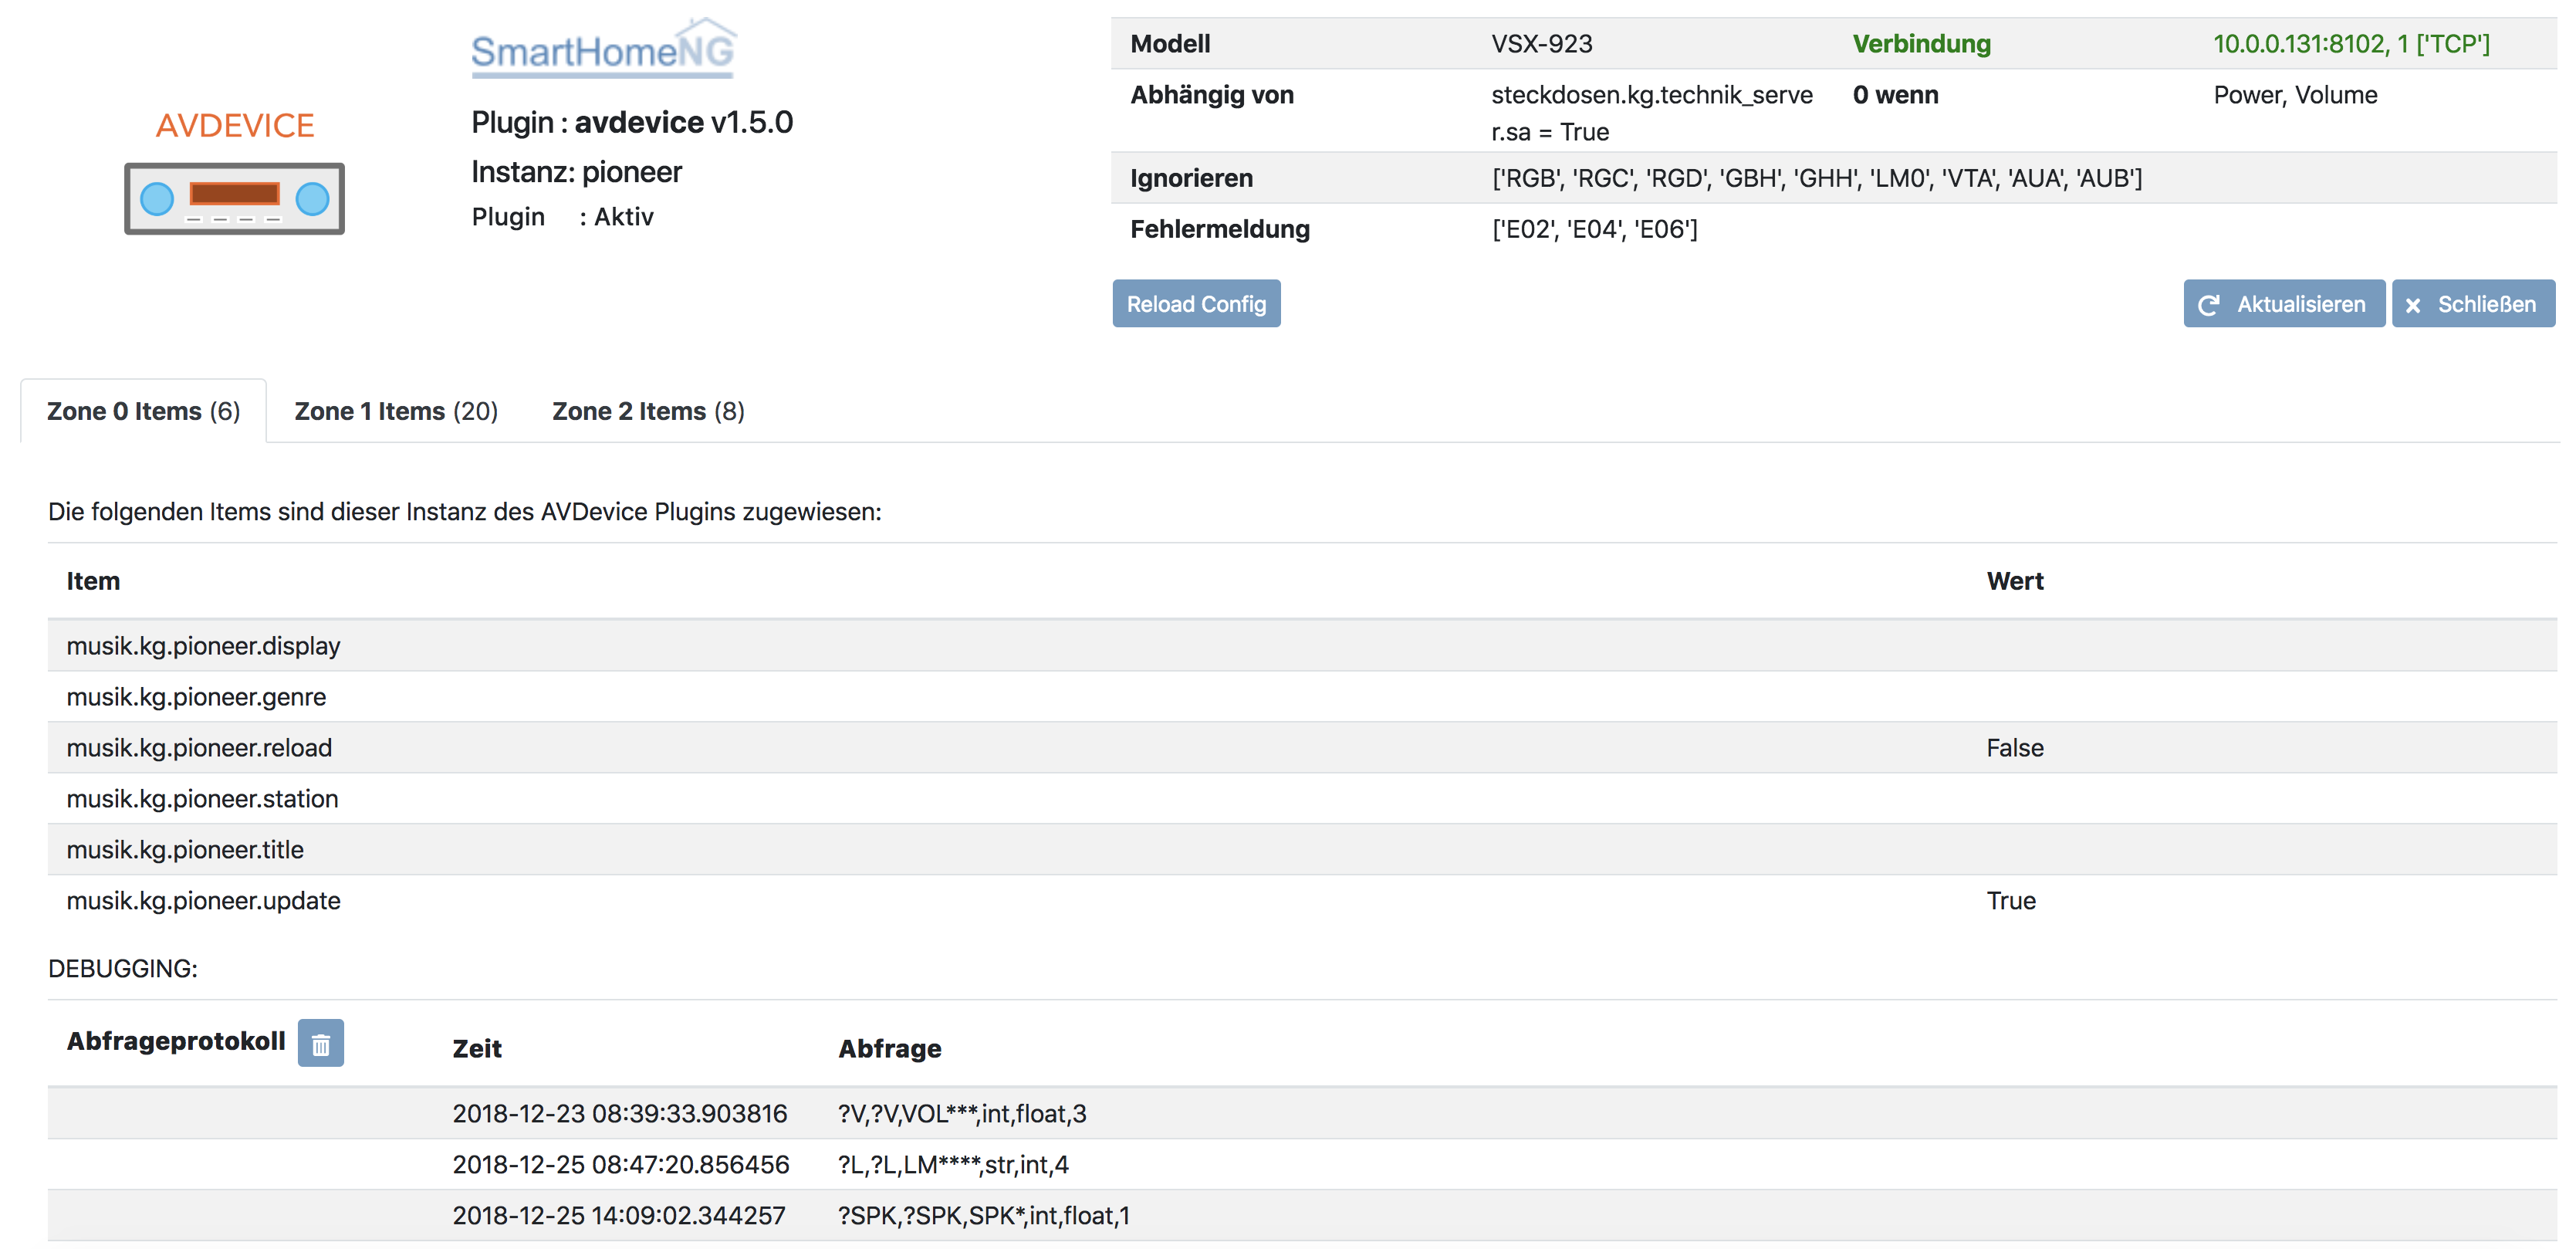 AVDEVICE
SmartHomeNG
Plugin : avdevice v1.5.0
Instanz: pioneer
Plugin : Aktiv
Modell VSX-923 Verbindung 10.0.0.131:8102, 1 ['TCP']
Abhängig von steckdosen.kg.technik_serve 0 wenn Power, Volume
r.sa = True
Ignorieren ['RGB', 'RGC', 'RGD', 'GBH', 'GHH', 'LM0', 'VTA', 'AUA', 'AUB']
Fehlermeldung ['E02', 'E04', 'E06']
Reload Config Aktualisieren Schließen
Zone 0 Items (6) Zone 1 Items (20) Zone 2 Items (8)
Die folgenden Items sind dieser Instanz des AVDevice Plugins zugewiesen:
Item Wert
musik.kg.pioneer.display
musik.kg.pioneer.genre
musik.kg.pioneer.reload False
musik.kg.pioneer.station
musik.kg.pioneer.title
musik.kg.pioneer.update True
DEBUGGING:
Abfrageprotokoll Zeit Abfrage
2018-12-23 08:39:33.903816 ?V,?V,VOL***,int,float,3
2018-12-25 08:47:20.856456 ?L,?L,LM****,str,int,4
2018-12-25 14:09:02.344257 ?SPK,?SPK,SPK*,int,float,1